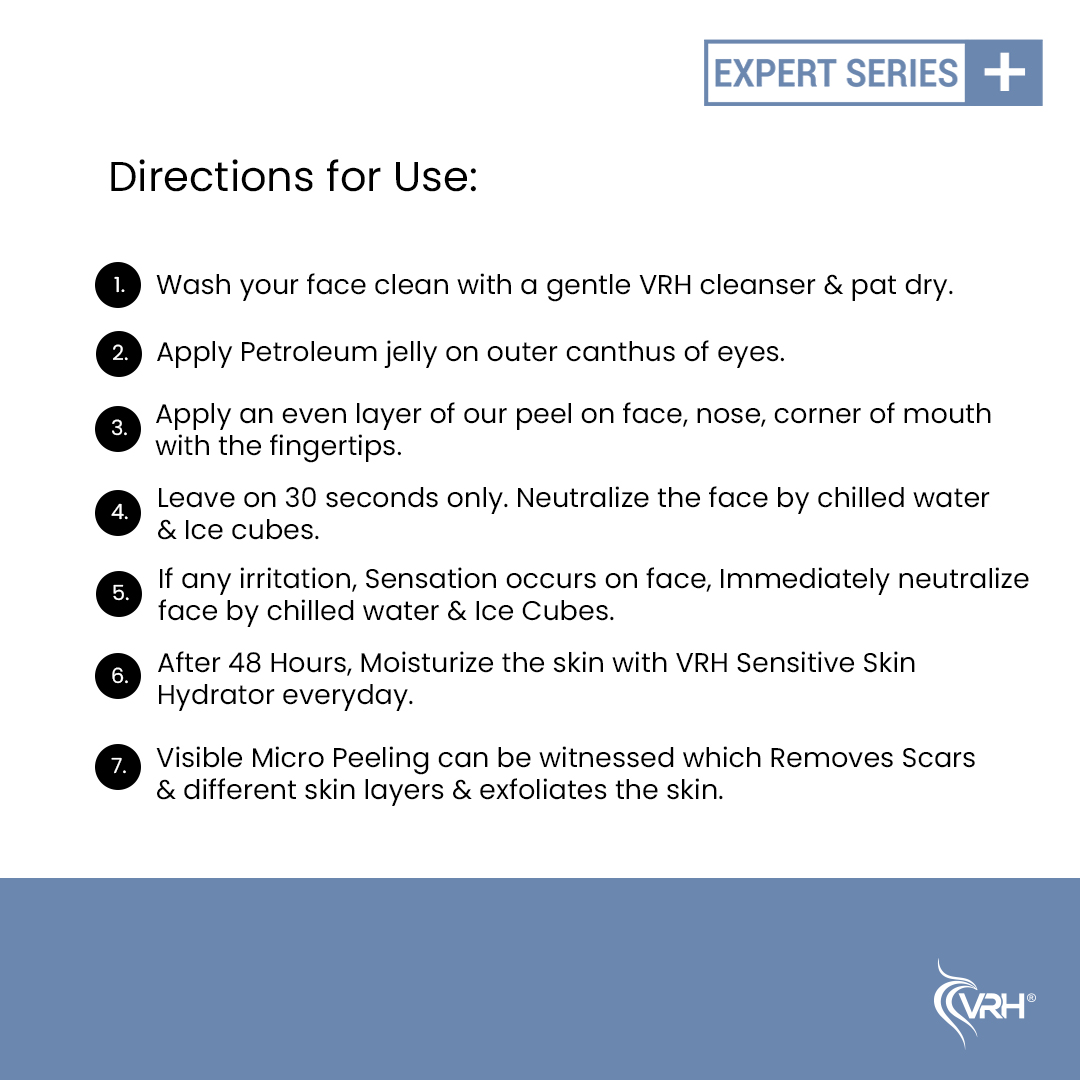 EXPERT SERIES +
Directions for Use:
1. Wash your face clean with a gentle VRH cleanser & pat dry.
2. Apply Petroleum jelly on outer canthus of eyes.
3. Apply an even layer of our peel on face, nose, corner of mouth
with the fingertips.
4. Leave on 30 seconds only. Neutralize the face by chilled water
& Ice cubes.
5. If any irritation, Sensation occurs on face, Immediately neutralize
face by chilled water & Ice Cubes.
6. After 48 Hours, Moisturize the skin with VRH Sensitive Skin
Hydrator everyday.
7. Visible Micro Peeling can be witnessed which Removes Scars
& different skin layers & exfoliates the skin.
VRH®